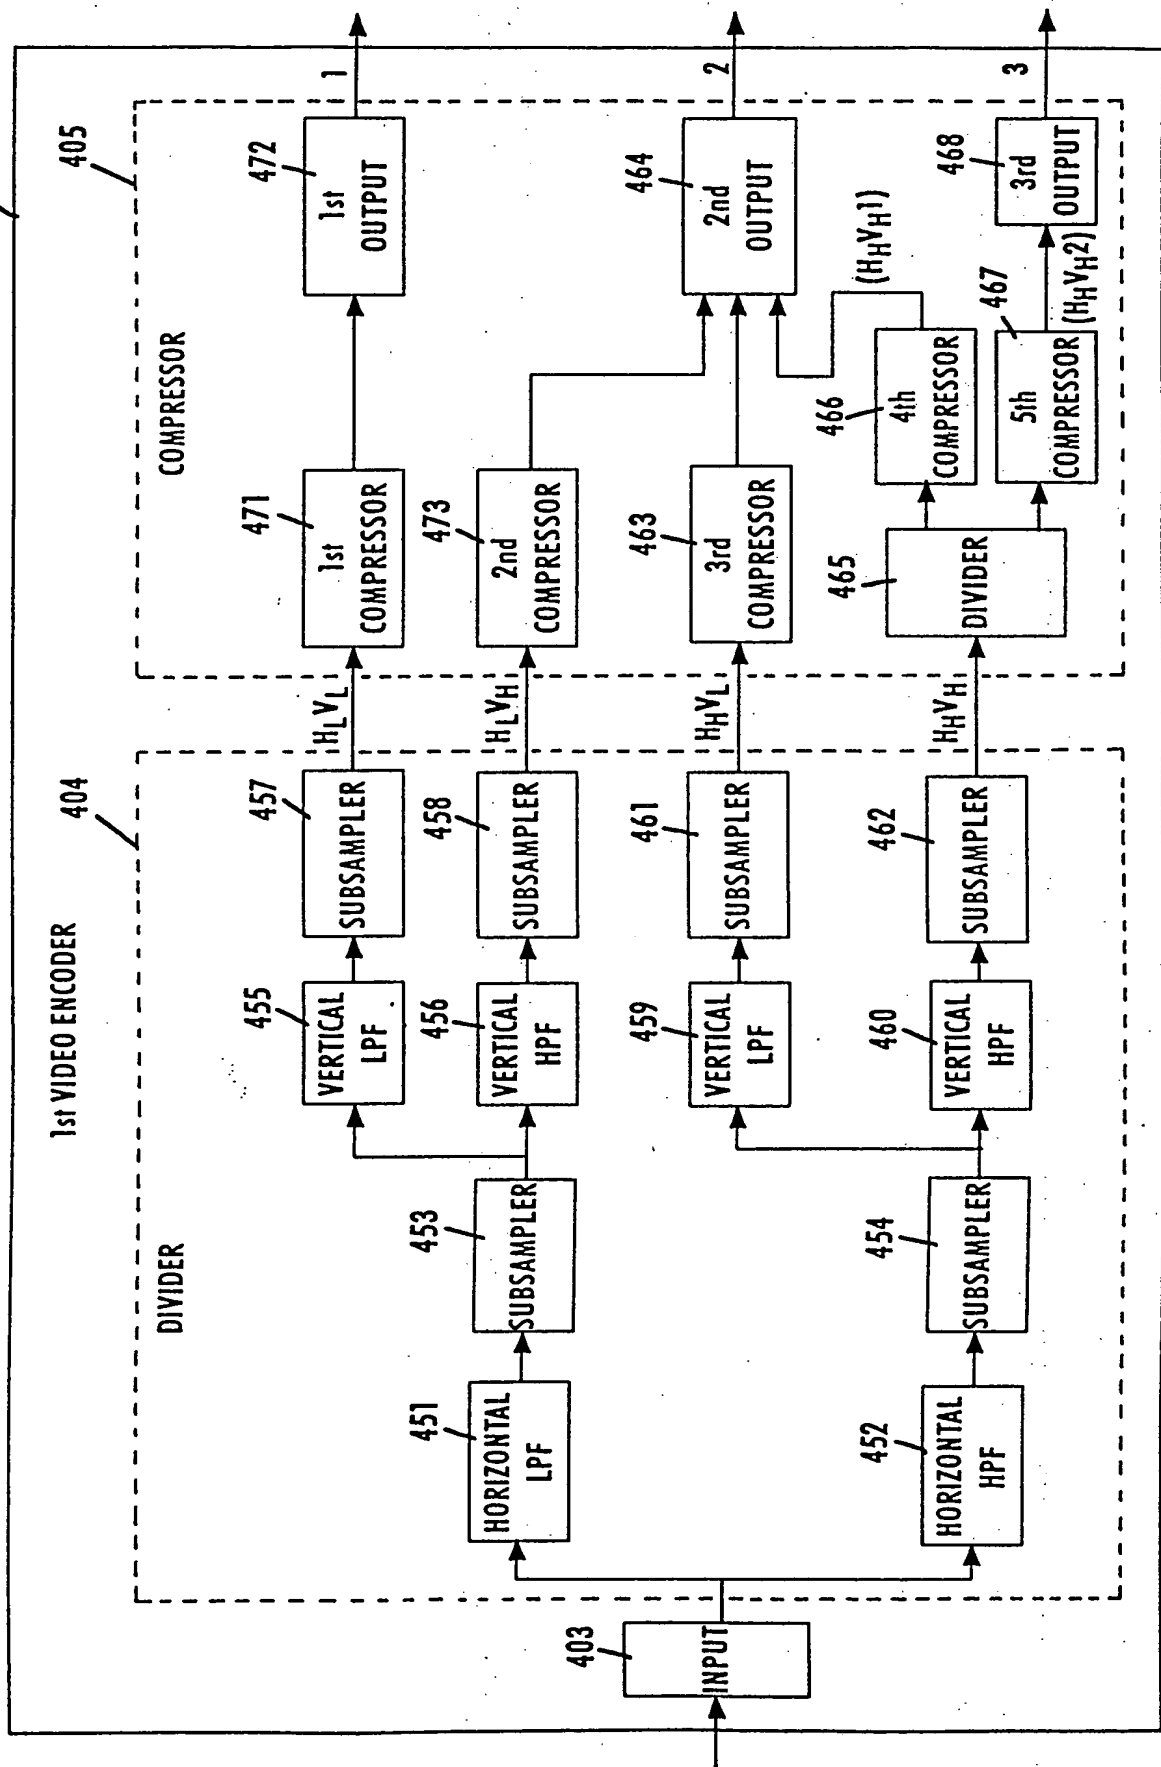 1st VIDEO ENCODER
404
405
DIVIDER
COMPRESSOR
403
INPUT
451
HORIZONTAL
LPF
453
SUBSAMPLER
455
VERTICAL
LPF
457
SUBSAMPLER
HLVL
471
1st
COMPRESSOR
472
1st
OUTPUT
1
456
VERTICAL
HPF
458
SUBSAMPLER
HLVH
473
2nd
COMPRESSOR
459
VERTICAL
LPF
461
SUBSAMPLER
HHVL
463
3rd
COMPRESSOR
464
2nd
OUTPUT
2
452
HORIZONTAL
HPF
454
SUBSAMPLER
460
VERTICAL
HPF
462
SUBSAMPLER
HHVH
465
DIVIDER
466
4th
COMPRESSOR
(HHVH1)
467
5th
COMPRESSOR
(HHVH2)
468
3rd
OUTPUT
3